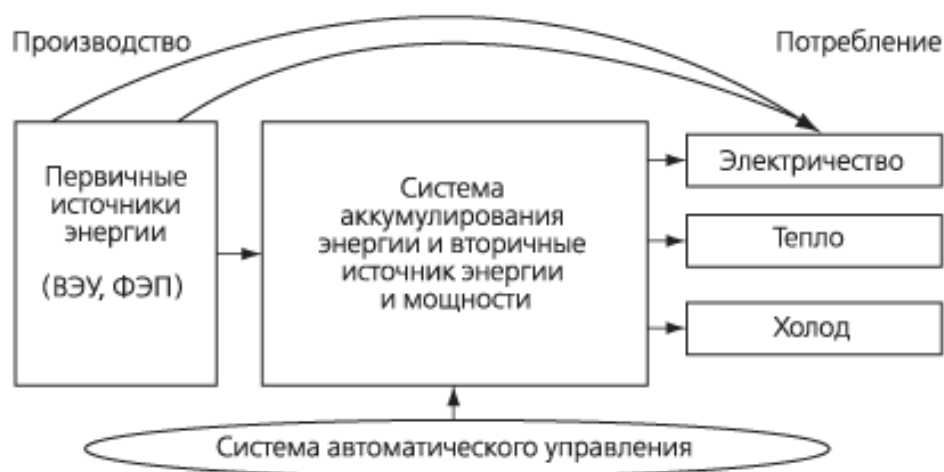 Производство
Потребление
Первичные
источники
энергии
(ВЭУ, ФЭП)
Система
аккумулирования
энергии и вторичные
источник энергии
и мощности
Электричество
Тепло
Холод
Система автоматического управления